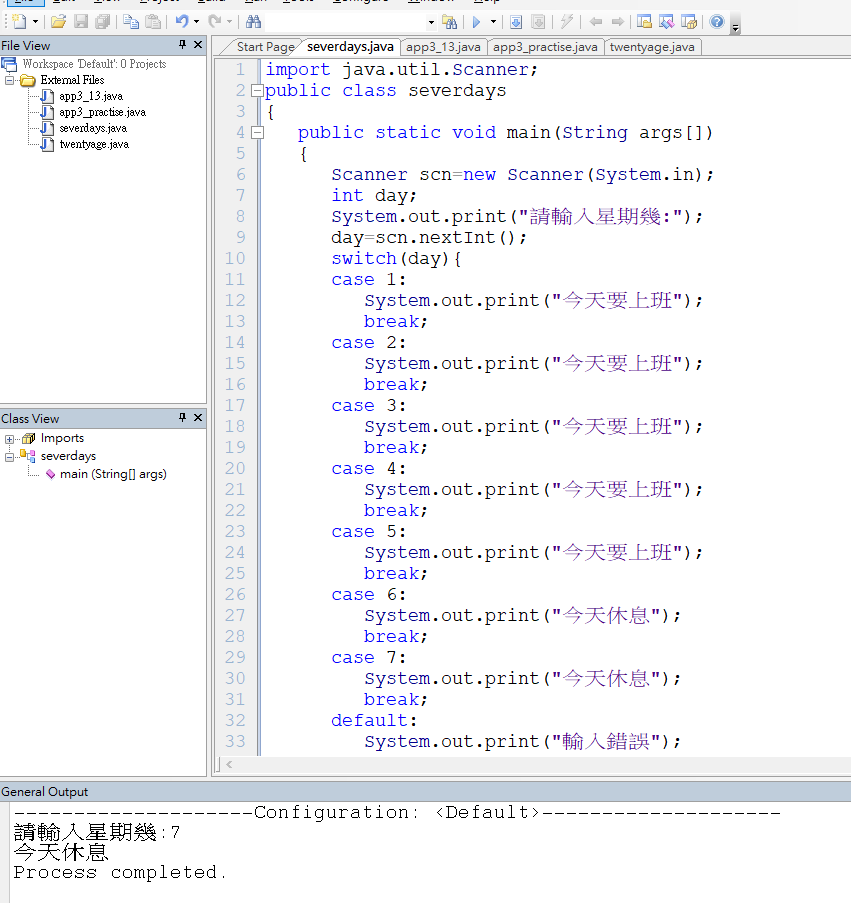 File Edit View Project Build Run Tools Configure Window Help
File View
Workspace 'Default': 0 Projects
External Files
app3_13.java
app3_practise.java
severdays.java
twentyage.java
Class View
Imports
severdays
main (String[] args)
Start Page severdays.java app3_13.java app3_practise.java twentyage.java
1 import java.util.Scanner;
2 public class severdays
3 {
4 public static void main(String args[])
5 {
6 Scanner scn=new Scanner(System.in);
7 int day;
8 System.out.print("請輸入星期幾:");
9 day=scn.nextInt();
10 switch(day){
11 case 1:
12 System.out.print("今天要上班");
13 break;
14 case 2:
15 System.out.print("今天要上班");
16 break;
17 case 3:
18 System.out.print("今天要上班");
19 break;
20 case 4:
21 System.out.print("今天要上班");
22 break;
23 case 5:
24 System.out.print("今天要上班");
25 break;
26 case 6:
27 System.out.print("今天休息");
28 break;
29 case 7:
30 System.out.print("今天休息");
31 break;
32 default:
33 System.out.print("輸入錯誤");
General Output
--------------------Configuration: <Default>--------------------
請輸入星期幾:7
今天休息
Process completed.